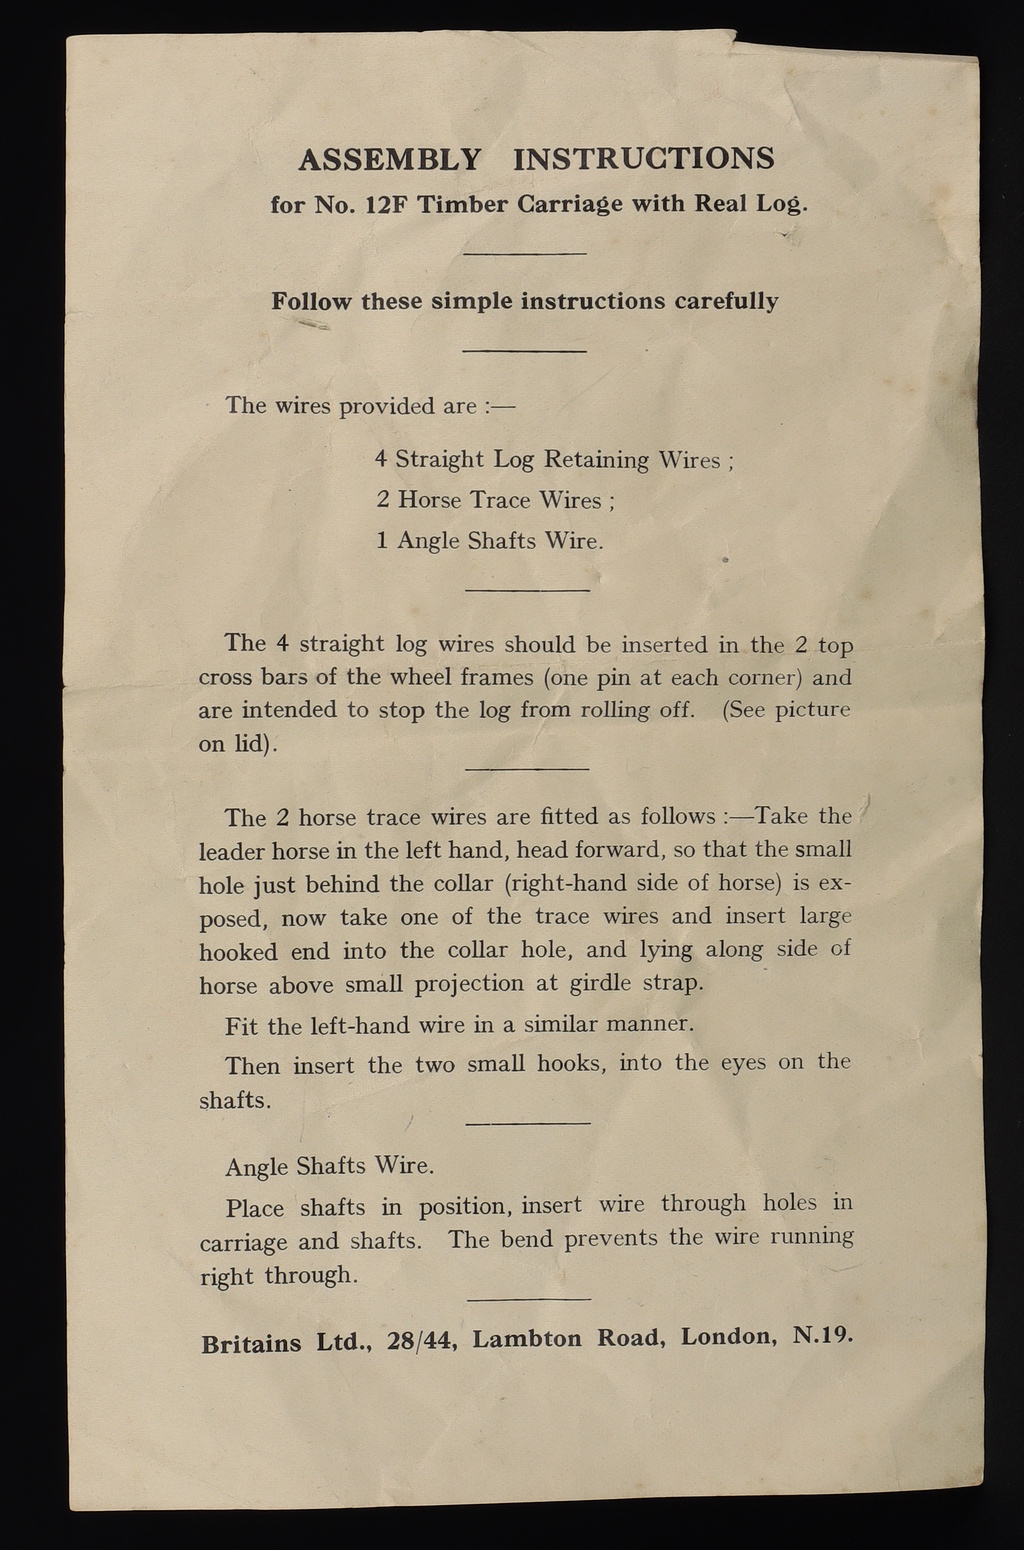 ASSEMBLY INSTRUCTIONS
for No. 12F Timber Carriage with Real Log.
Follow these simple instructions carefully
The wires provided are :—
4 Straight Log Retaining Wires ;
2 Horse Trace Wires ;
1 Angle Shafts Wire.
The 4 straight log wires should be inserted in the 2 top
cross bars of the wheel frames (one pin at each corner) and
are intended to stop the log from rolling off. (See picture
on lid).
The 2 horse trace wires are fitted as follows :—Take the
leader horse in the left hand, head forward, so that the small
hole just behind the collar (right-hand side of horse) is ex-
posed, now take one of the trace wires and insert large
hooked end into the collar hole, and lying along side of
horse above small projection at girdle strap.
Fit the left-hand wire in a similar manner.
Then insert the two small hooks, into the eyes on the
shafts.
Angle Shafts Wire.
Place shafts in position, insert wire through holes in
carriage and shafts. The bend prevents the wire running
right through.
Britains Ltd., 28/44, Lambton Road, London, N.19.